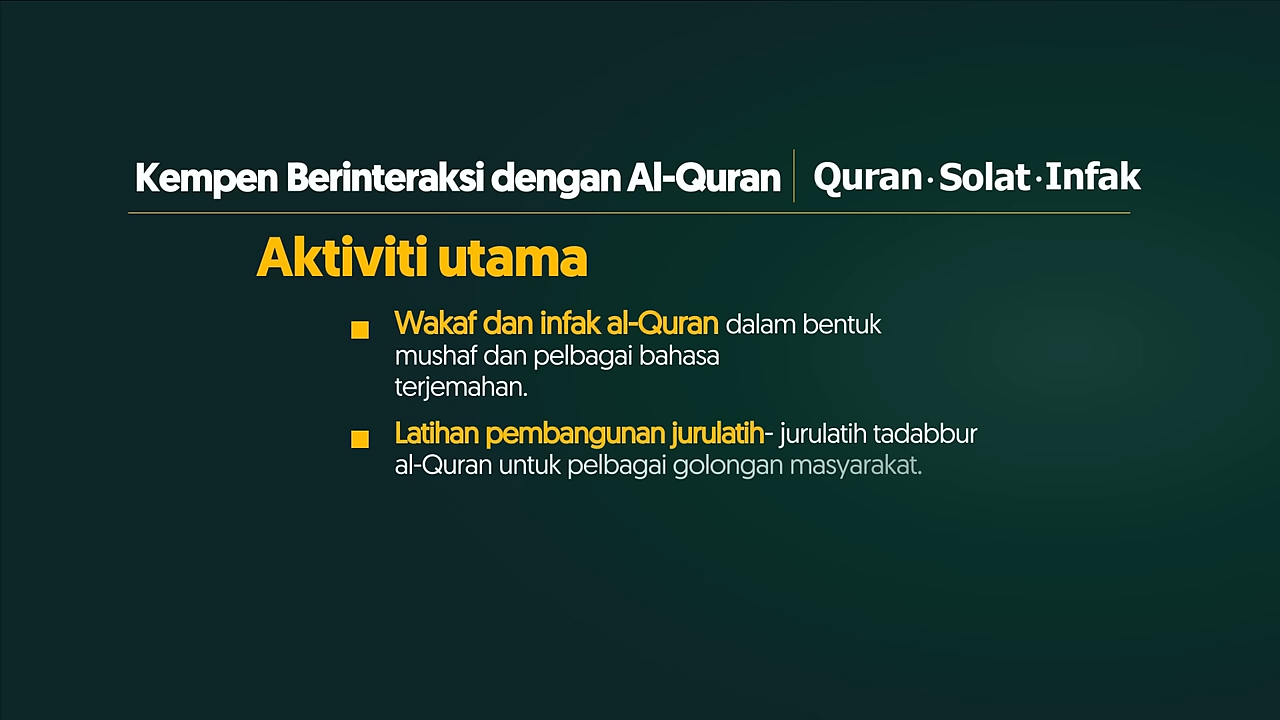 Kempen Berinteraksi dengan Al-Quran Quran·Solat·Infak
Aktiviti utama
Wakaf dan infak al-Quran dalam bentuk
mushaf dan pelbagai bahasa
terjemahan.
Latihan pembangunan jurulatih- jurulatih tadabbur
al-Quran untuk pelbagai golongan masyarakat.